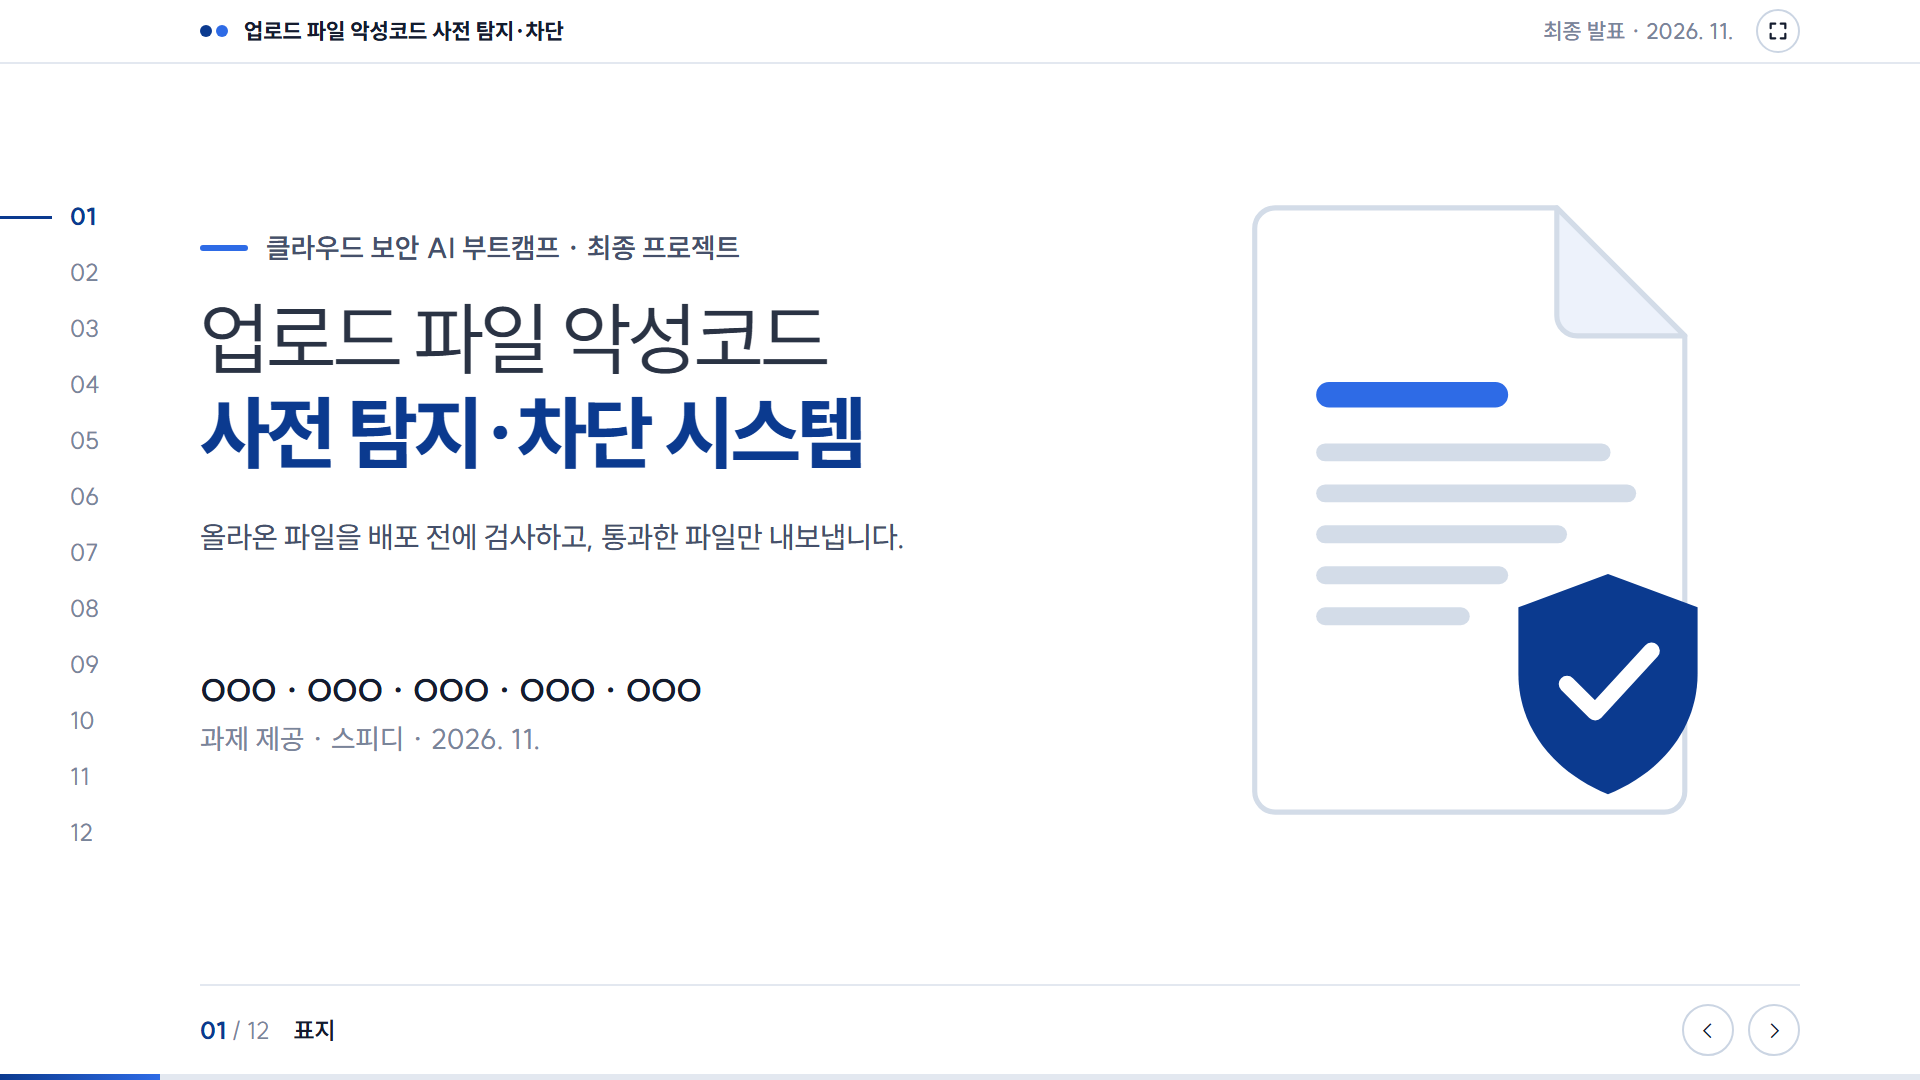 업로드 파일 악성코드 사전 탐지·차단
최종 발표 · 2026. 11.
01
02
03
04
05
06
07
08
09
10
11
12
클라우드 보안 AI 부트캠프 · 최종 프로젝트
업로드 파일 악성코드
사전 탐지·차단 시스템
올라온 파일을 배포 전에 검사하고, 통과한 파일만 내보냅니다.
OOO · OOO · OOO · OOO · OOO
과제 제공 · 스피디 · 2026. 11.
01 / 12 표지